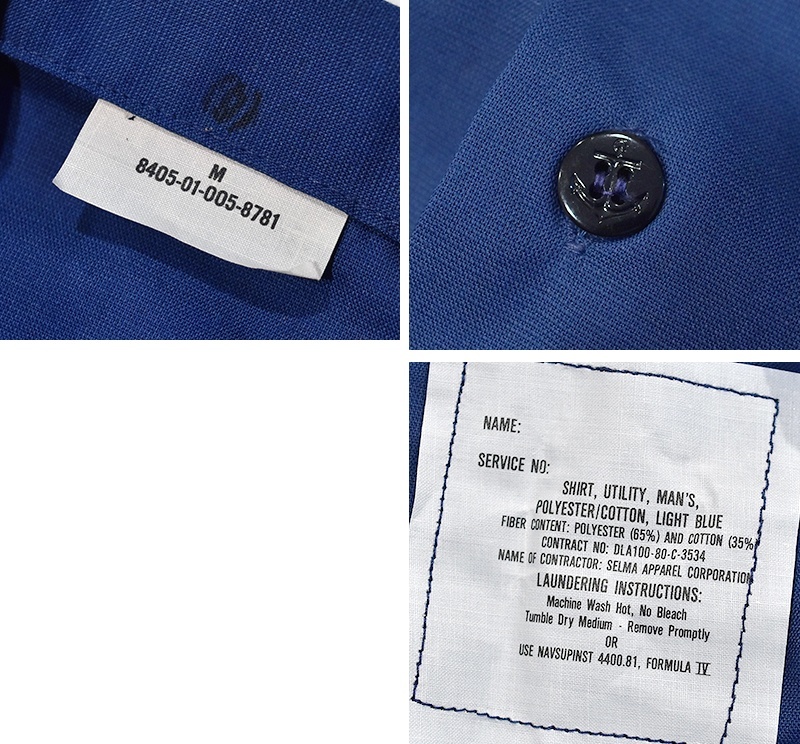 M
8405-01-005-8781
NAME:
SERVICE NO:
SHIRT, UTILITY, MAN'S,
POLYESTER/COTTON, LIGHT BLUE
FIBER CONTENT: POLYESTER (65%) AND COTTON (35%)
CONTRACT NO: DLA100-80-C-3534
NAME OF CONTRACTOR: SELMA APPAREL CORPORATION
LAUNDERING INSTRUCTIONS:
Machine Wash Hot, No Bleach
Tumble Dry Medium - Remove Promptly
OR
USE NAVSUPINST 4400.81, FORMULA IV